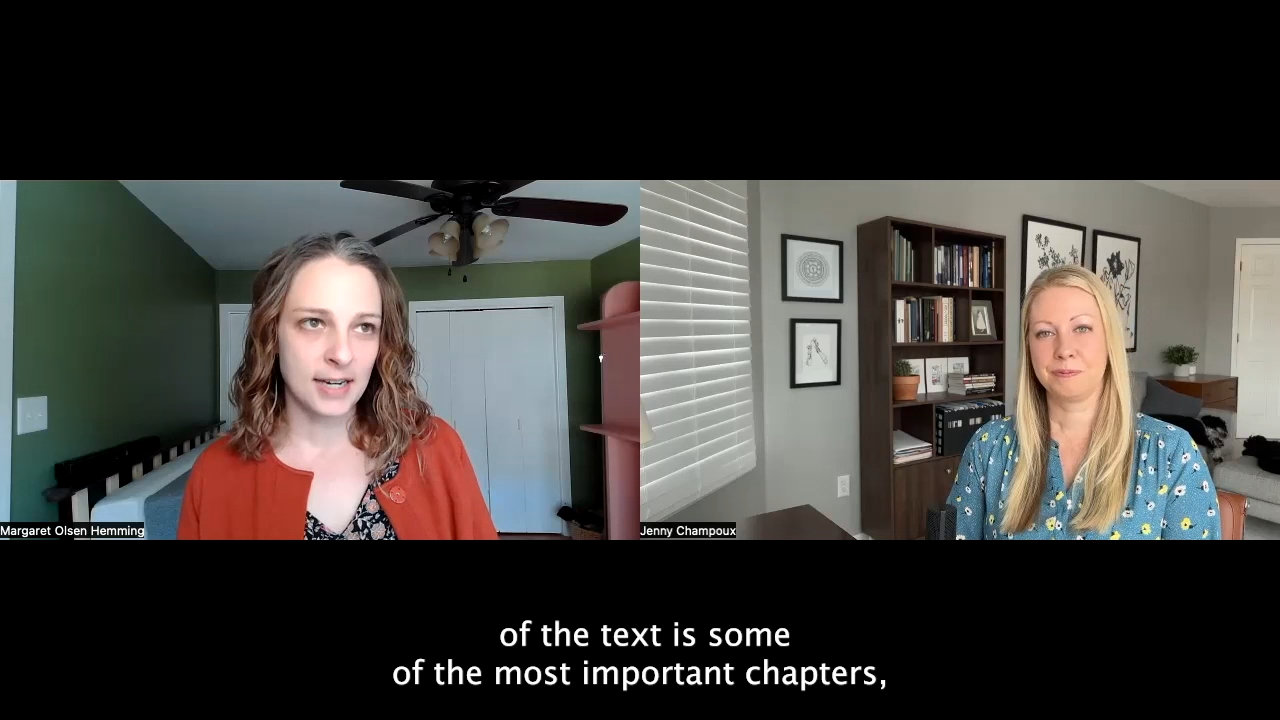 Margaret Olsen Hemming
Jenny Champoux
of the text is some
of the most important chapters,